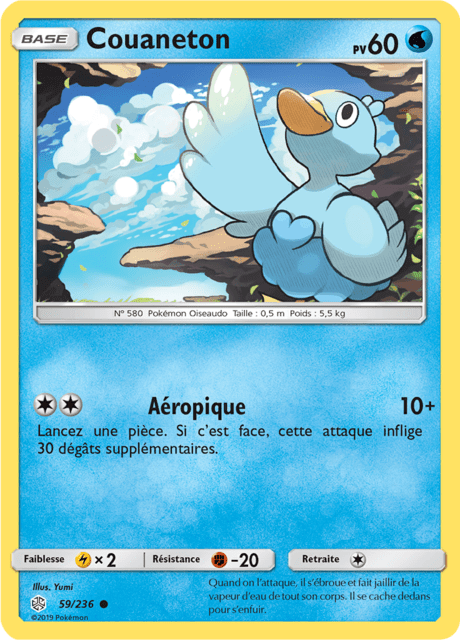 BASE Couaneton PV 60
N° 580 Pokémon Oiseaudo Taille : 0,5 m Poids : 5,5 kg
Aéropique 10+
Lancez une pièce. Si c'est face, cette attaque inflige
30 dégâts supplémentaires.
Faiblesse × 2 Résistance -20 Retraite
Illus. Yumi
59/236
©2019 Pokémon
Quand on l'attaque, il s'ébroue et fait jaillir de la
vapeur d'eau de tout son corps. Il se cache dedans
pour s'enfuir.